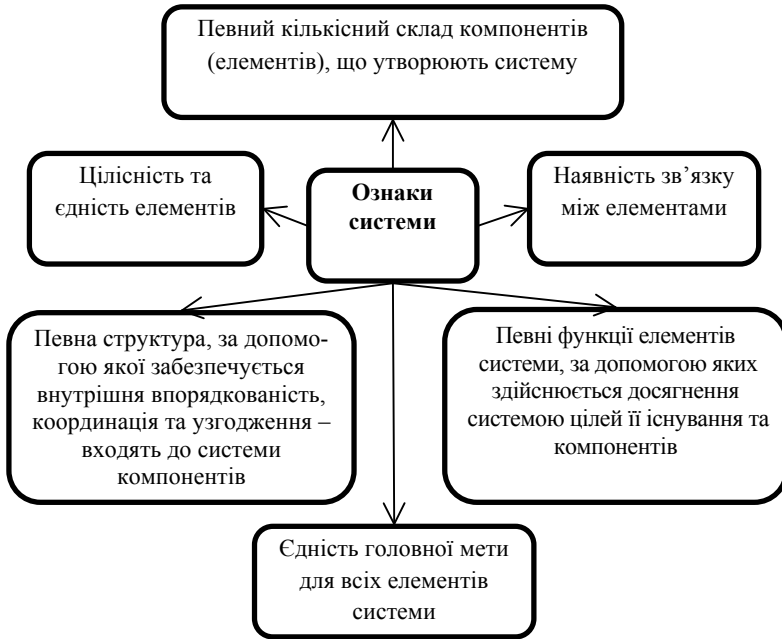 Певний кількісний склад компонентів
(елементів), що утворюють систему
Цілісність та
єдність елементів
Ознаки
системи
Наявність зв’язку
між елементами
Певна структура, за допомо-
гою якої забезпечується
внутрішня впорядкованість,
координація та узгодження –
входять до системи
компонентів
Певні функції елементів
системи, за допомогою яких
здійснюється досягнення
системою цілей її існування та
компонентів
Єдність головної мети
для всіх елементів
системи